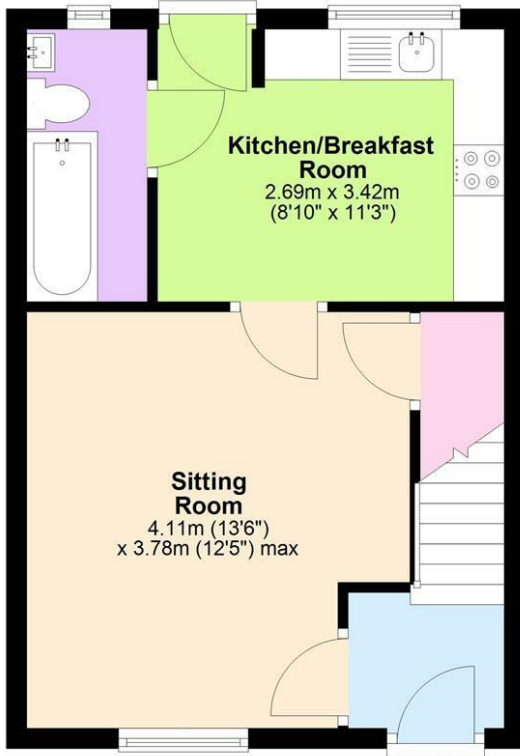 Kitchen/Breakfast
Room
2.69m x 3.42m
(8'10" x 11'3")
Sitting
Room
4.11m (13'6")
x 3.78m (12'5") max